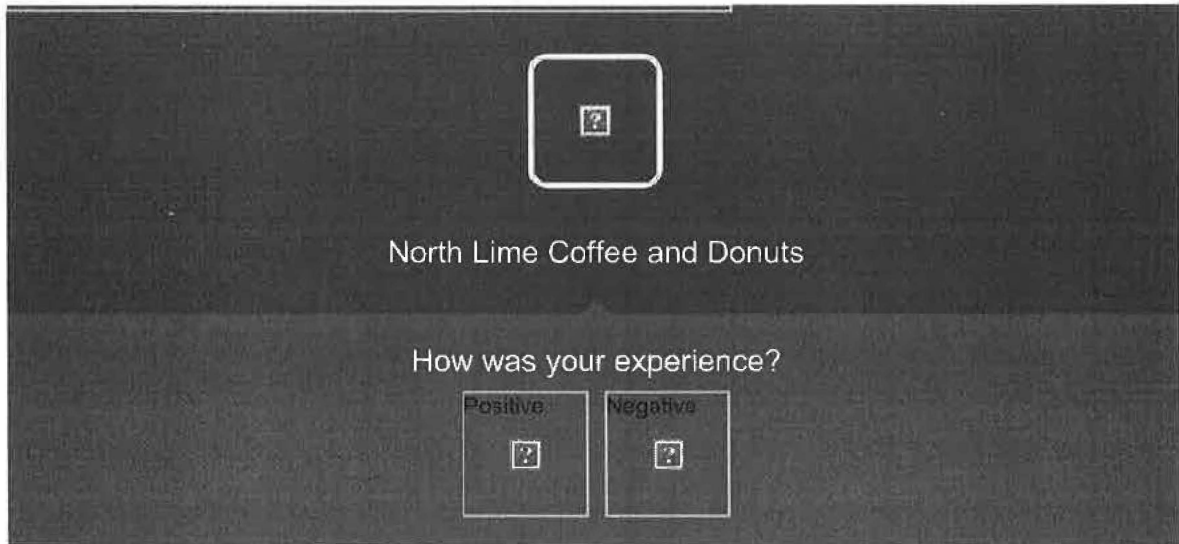 North Lime Coffee and Donuts
How was your experience?
Positive Negative